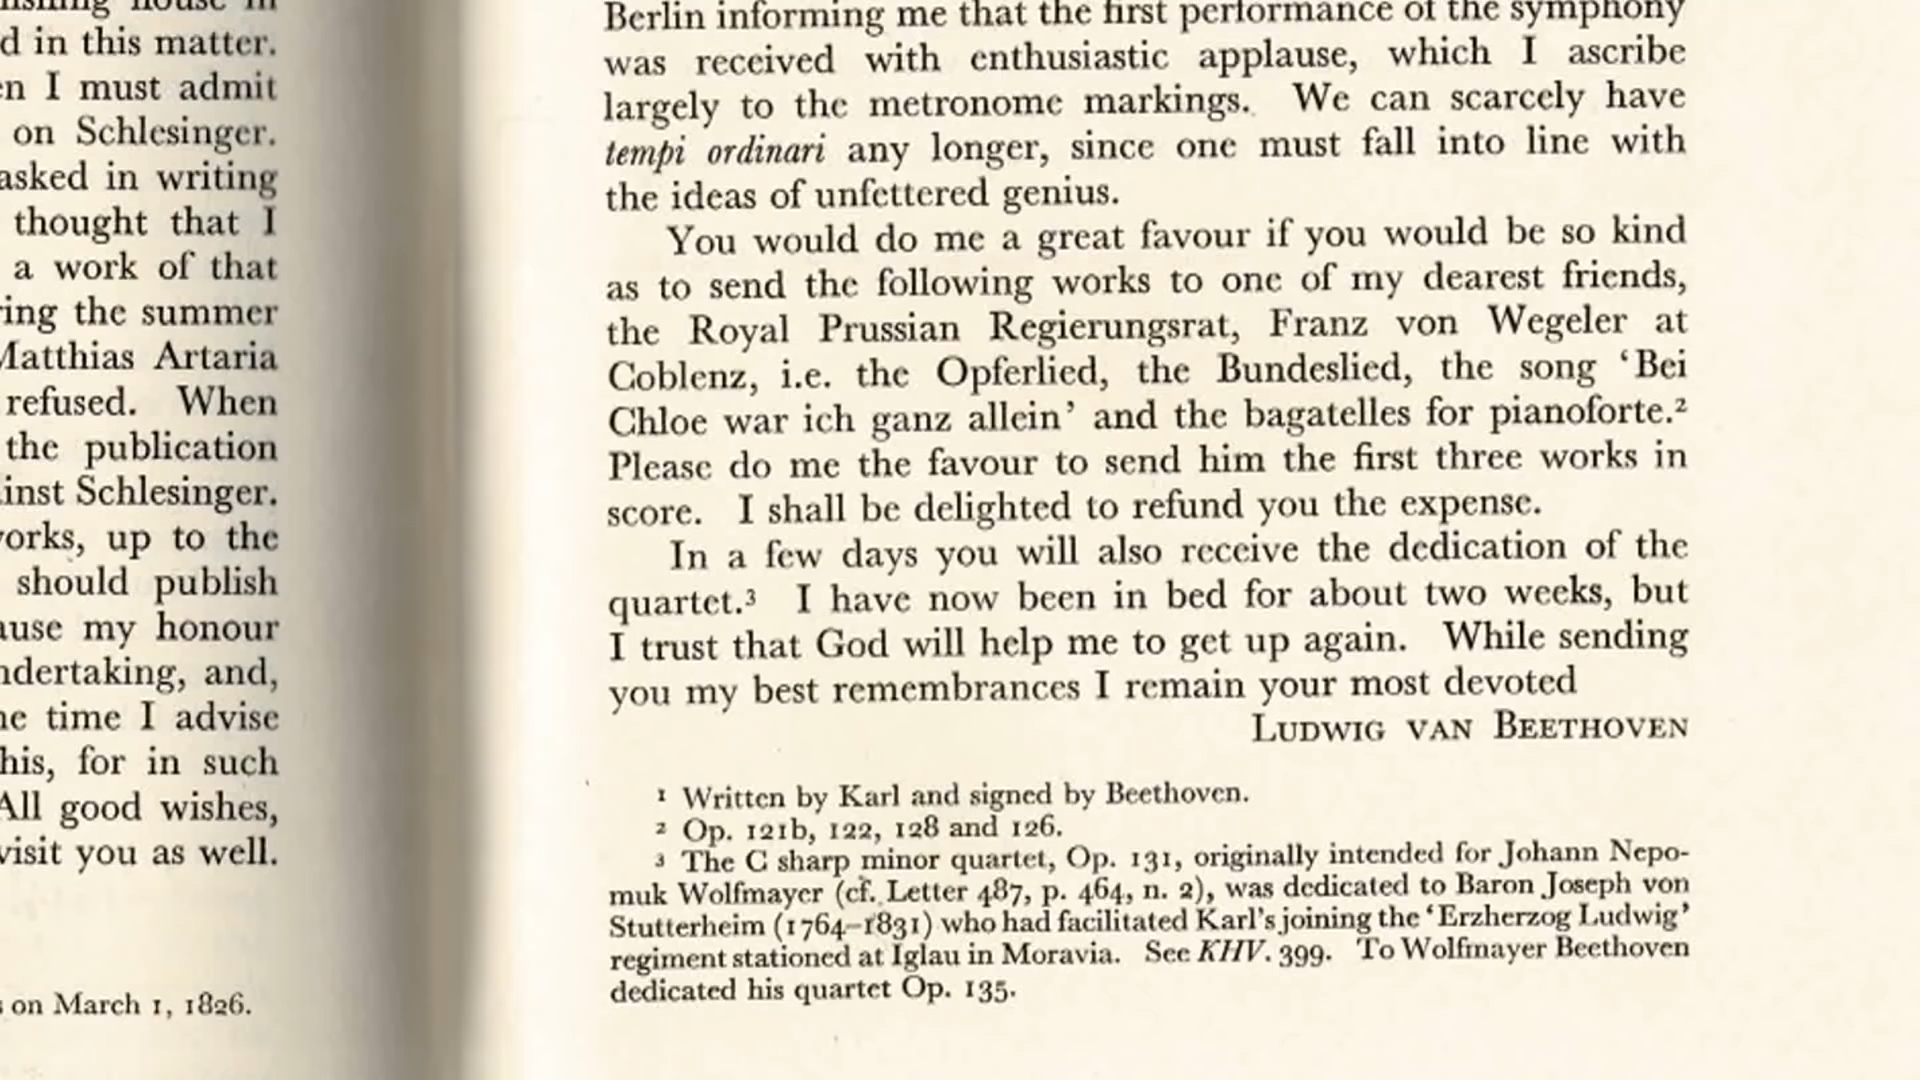 d in this matter.
I must admit
on Schlesinger.
asked in writing
thought that I
a work of that
the summer
Matthias Artaria
refused. When
the publication
Schlesinger.
up to the
should publish
my honour
and,
time I advise
for in such
All good wishes,
visit you as well.
on March 1, 1826.
Berlin informing me that the first performance of the symphony
was received with enthusiastic applause, which I ascribe
largely to the metronome markings. We can scarcely have
tempi ordinari any longer, since one must fall into line with
the ideas of unfettered genius.
You would do me a great favour if you would be so kind
as to send the following works to one of my dearest friends,
the Royal Prussian Regierungsrat, Franz von Wegeler at
Coblenz, i.e. the Opferlied, the Bundeslied, the song ‘Bei
Chloe war ich ganz allein’ and the bagatelles for pianoforte.²
Please do me the favour to send him the first three works in
score. I shall be delighted to refund you the expense.
In a few days you will also receive the dedication of the
quartet.³ I have now been in bed for about two weeks, but
I trust that God will help me to get up again. While sending
you my best remembrances I remain your most devoted
LUDWIG VAN BEETHOVEN
¹ Written by Karl and signed by Beethoven.
² Op. 121b, 122, 128 and 126.
³ The C sharp minor quartet, Op. 131, originally intended for Johann Nepo-
muk Wolfmayer (cf. Letter 487, p. 464, n. 2), was dedicated to Baron Joseph von
Stutterheim (1764–1831) who had facilitated Karl's joining the ‘Erzherzog Ludwig’
regiment stationed at Iglau in Moravia. See KHV. 399. To Wolfmayer Beethoven
dedicated his quartet Op. 135.